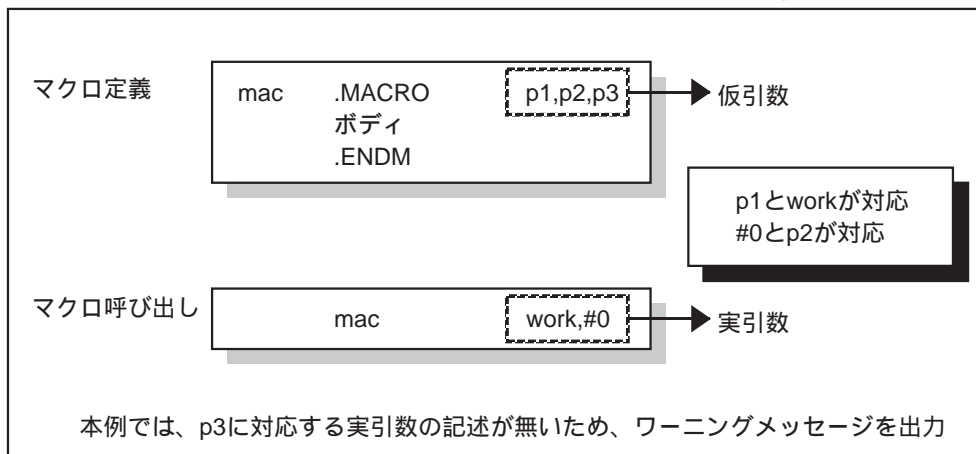 マクロ定義
mac .MACRO p1,p2,p3
ボディ
.ENDM
仮引数
p1とworkが対応
#0とp2が対応
マクロ呼び出し
mac work,#0
実引数
本例では、p3に対応する実引数の記述が無いため、ワーニングメッセージを出力